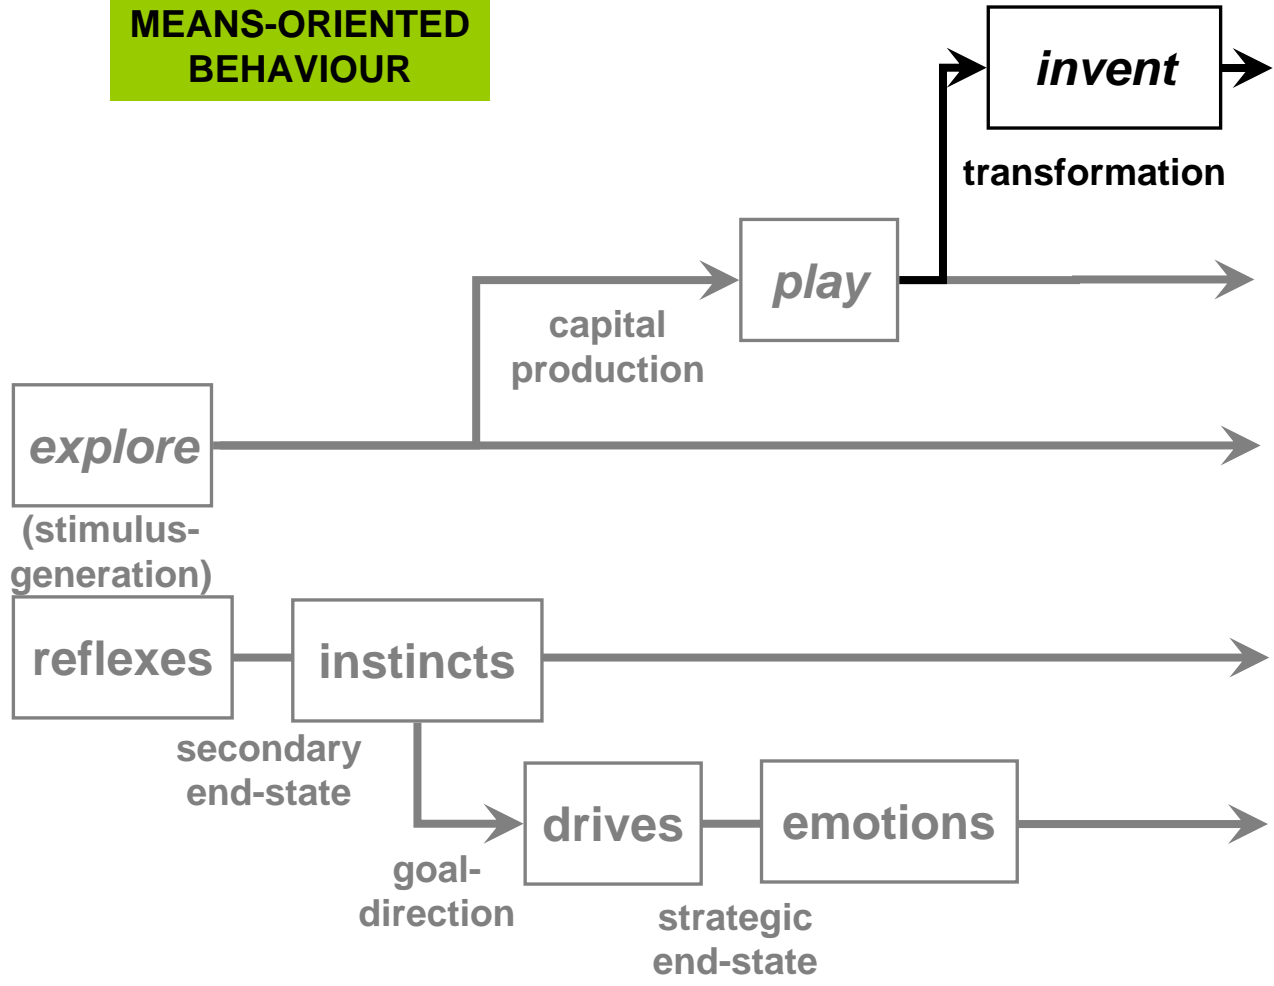 MEANS-ORIENTED
BEHAVIOUR
invent
transformation
play
capital
production
explore
(stimulus-
generation)
reflexes
instincts
secondary
end-state
drives
emotions
goal-
direction
strategic
end-state